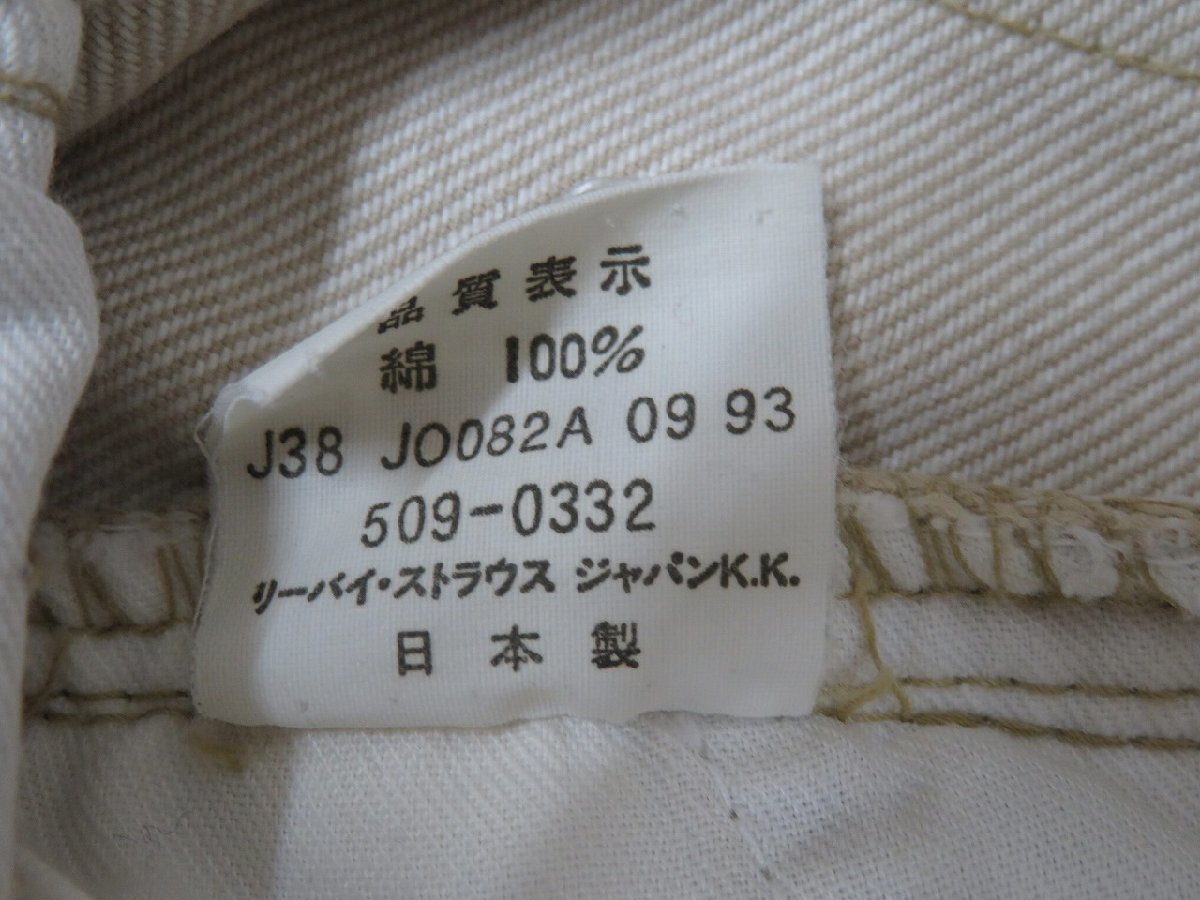 品質表示
綿 100%
J38 JO082A 09 93
509-0332
リーバイ・ストラウス ジャパンK.K.
日本製